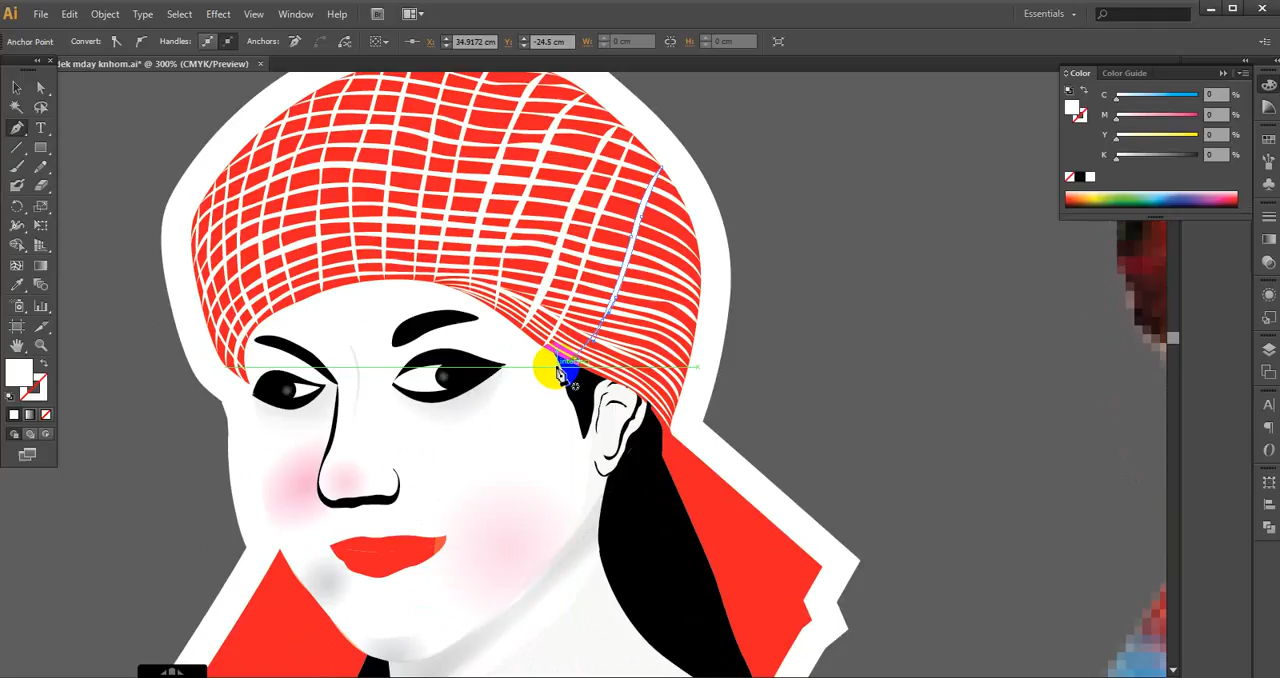 Ai File Edit Object Type Select Effect View Window Help Br Essentials
Anchor Point Convert: Handles: Anchors: X: 34.9172 cm Y: -24.5 cm W: 0 cm H: 0 cm
dek mday knhom.ai* @ 300% (CMYK/Preview)
Color Color Guide
C 0 %
M 0 %
Y 0 %
K 0 %